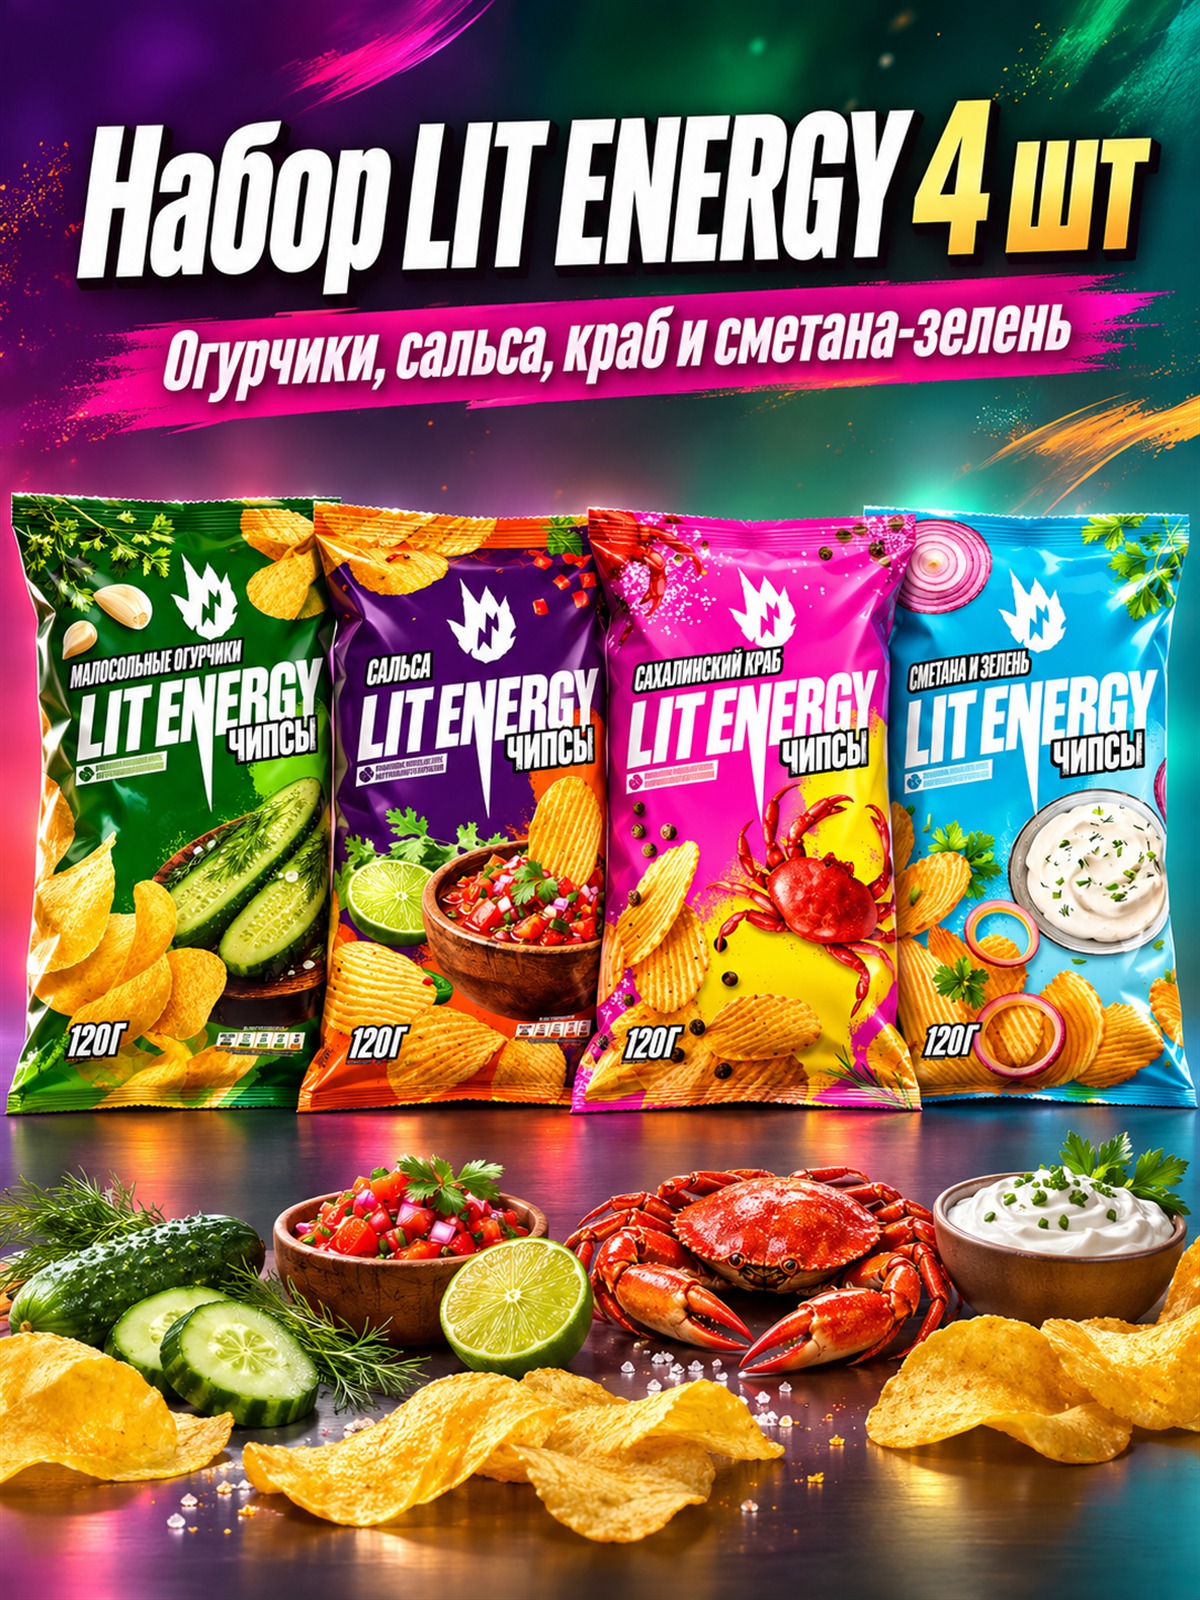 Набор LIT ENERGY 4 шт
Огурчики, сальса, краб и сметана-зелень
МАЛОСОЛЬНЫЕ ОГУРЧИКИ
LIT ENERGY
ЧИПСЫ
120Г
САЛЬСА
LIT ENERGY
ЧИПСЫ
120Г
САХАЛИНСКИЙ КРАБ
LIT ENERGY
ЧИПСЫ
120Г
СМЕТАНА И ЗЕЛЕНЬ
LIT ENERGY
ЧИПСЫ
120Г